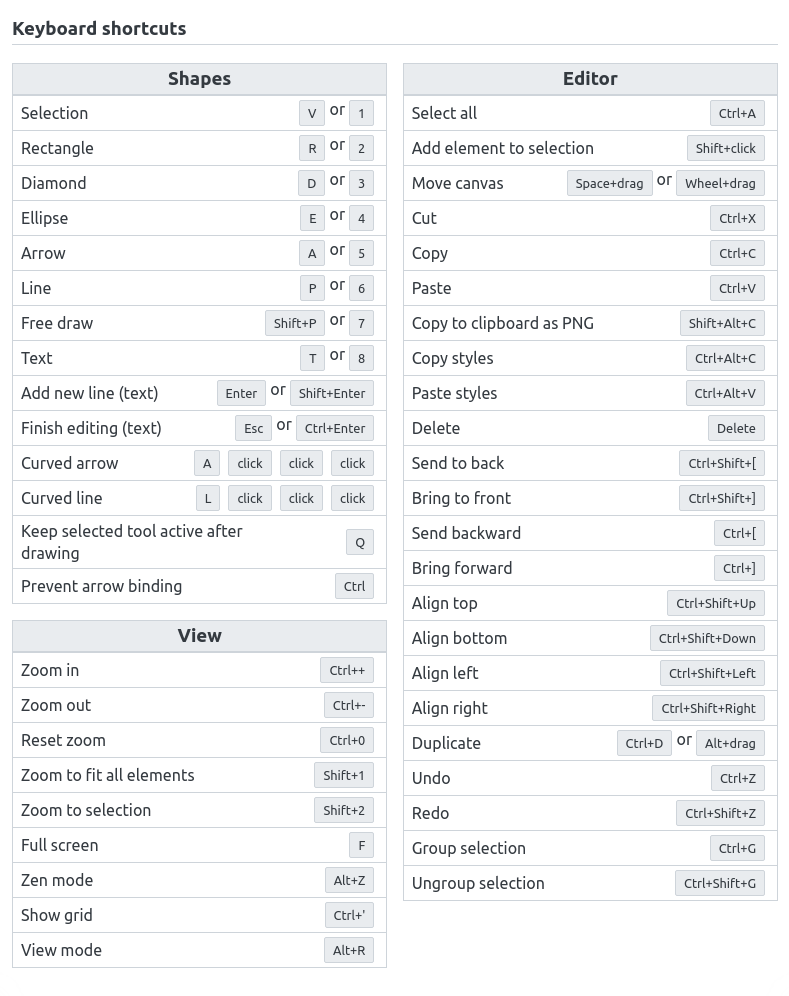 Keyboard shortcuts
Shapes
Selection V or 1
Rectangle R or 2
Diamond D or 3
Ellipse E or 4
Arrow A or 5
Line P or 6
Free draw Shift+P or 7
Text T or 8
Add new line (text) Enter or Shift+Enter
Finish editing (text) Esc or Ctrl+Enter
Curved arrow A click click click
Curved line L click click click
Keep selected tool active after
drawing Q
Prevent arrow binding Ctrl
View
Zoom in Ctrl++
Zoom out Ctrl+-
Reset zoom Ctrl+0
Zoom to fit all elements Shift+1
Zoom to selection Shift+2
Full screen F
Zen mode Alt+Z
Show grid Ctrl+'
View mode Alt+R
Editor
Select all Ctrl+A
Add element to selection Shift+click
Move canvas Space+drag or Wheel+drag
Cut Ctrl+X
Copy Ctrl+C
Paste Ctrl+V
Copy to clipboard as PNG Shift+Alt+C
Copy styles Ctrl+Alt+C
Paste styles Ctrl+Alt+V
Delete Delete
Send to back Ctrl+Shift+[
Bring to front Ctrl+Shift+]
Send backward Ctrl+[
Bring forward Ctrl+]
Align top Ctrl+Shift+Up
Align bottom Ctrl+Shift+Down
Align left Ctrl+Shift+Left
Align right Ctrl+Shift+Right
Duplicate Ctrl+D or Alt+drag
Undo Ctrl+Z
Redo Ctrl+Shift+Z
Group selection Ctrl+G
Ungroup selection Ctrl+Shift+G